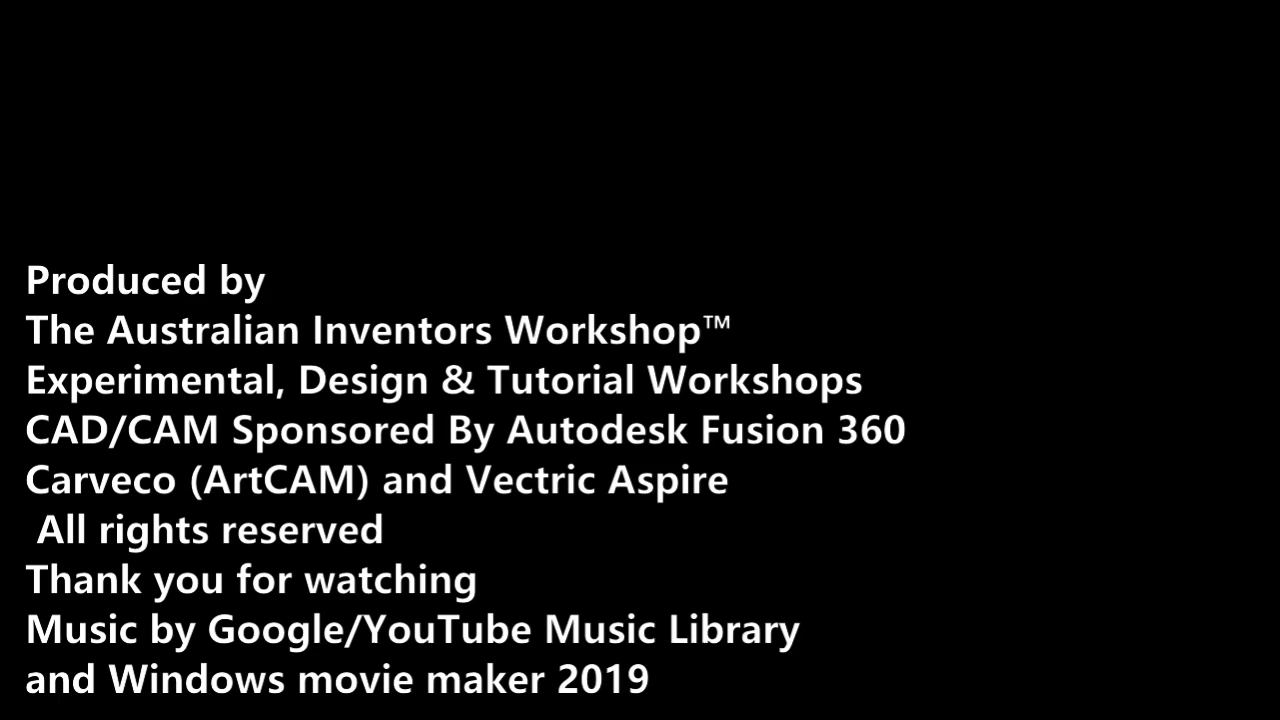 Produced by
The Australian Inventors Workshop™
Experimental, Design & Tutorial Workshops
CAD/CAM Sponsored By Autodesk Fusion 360
Carveco (ArtCAM) and Vectric Aspire
All rights reserved
Thank you for watching
Music by Google/YouTube Music Library
and Windows movie maker 2019